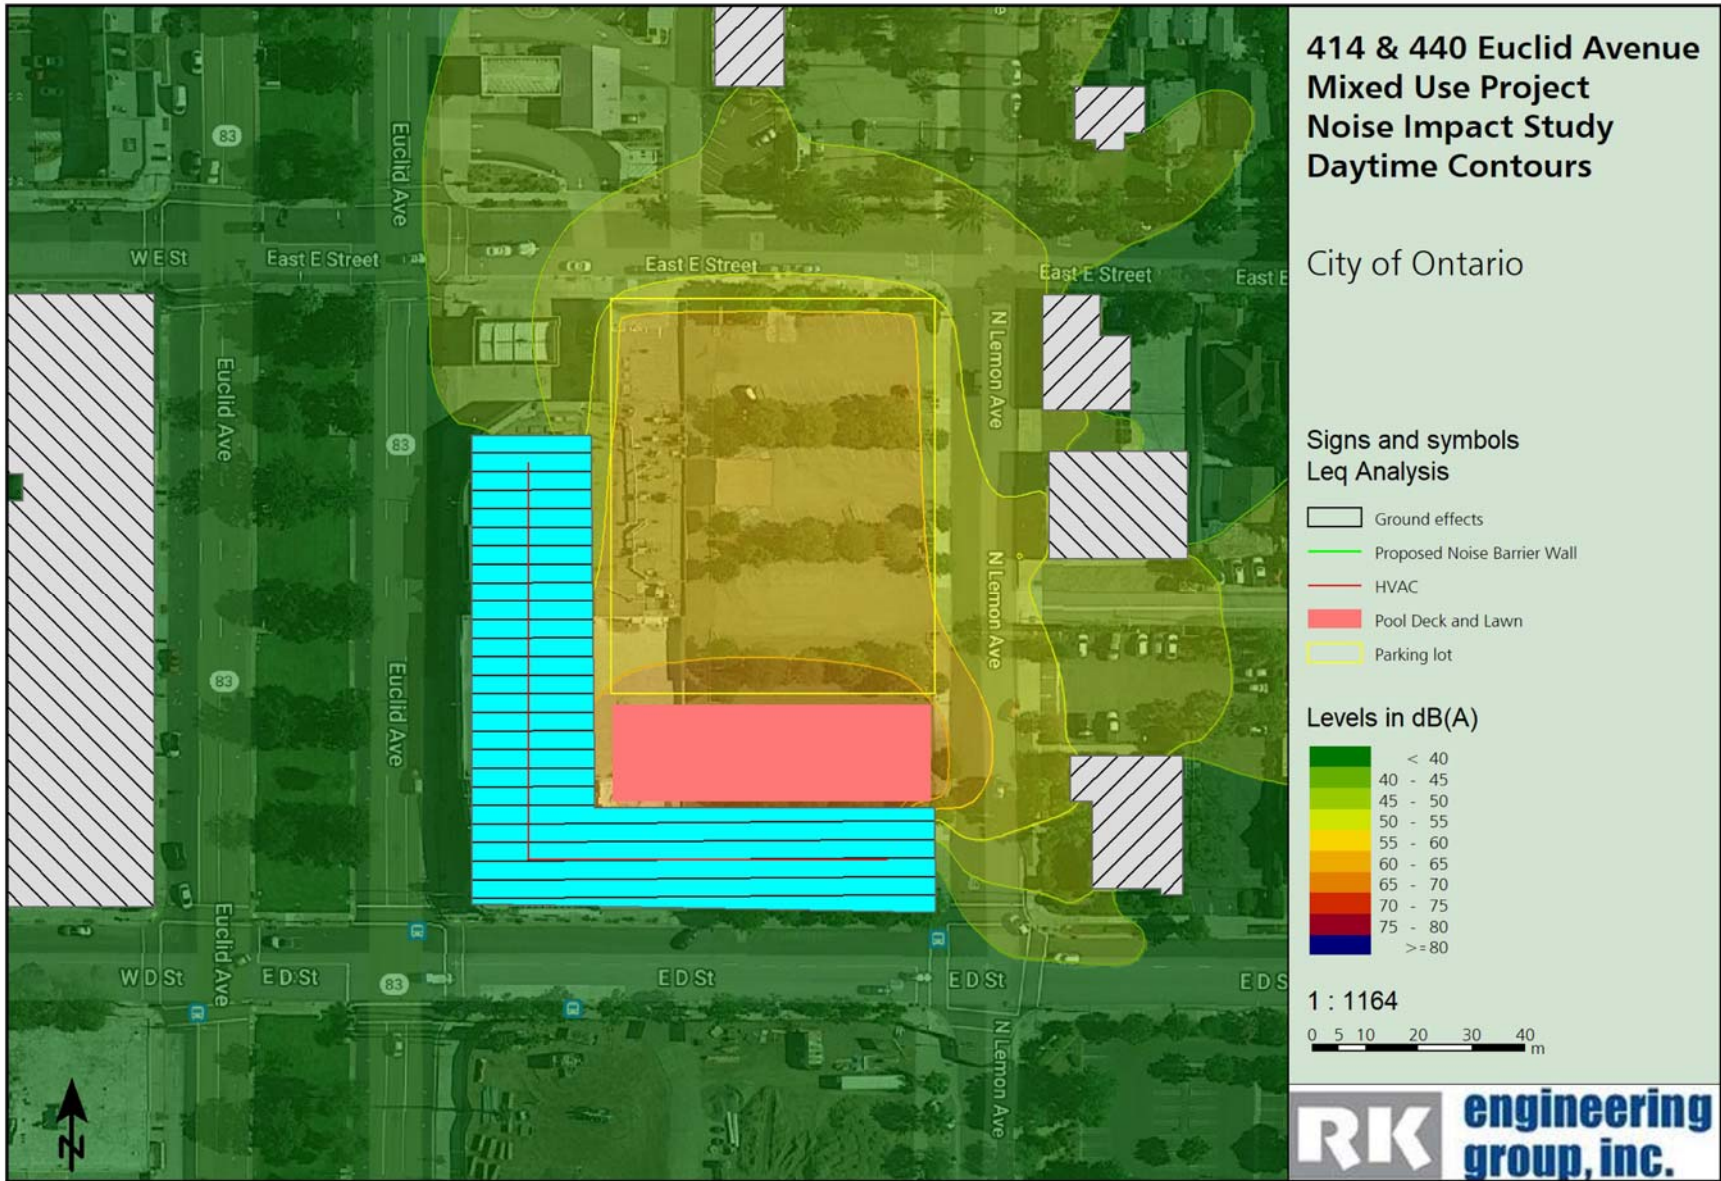 414 & 440 Euclid Avenue
Mixed Use Project
Noise Impact Study
Daytime Contours
City of Ontario
Signs and symbols
Leq Analysis
Ground effects
Proposed Noise Barrier Wall
HVAC
Pool Deck and Lawn
Parking lot
Levels in dB(A)
< 40
40 - 45
45 - 50
50 - 55
55 - 60
60 - 65
65 - 70
70 - 75
75 - 80
>=80
1 : 1164
0 5 10 20 30 40
m
RK engineering
group, inc.
83
Euclid Ave
W E St
East E Street
East E Street
East E Street
East E
Euclid Ave
83
N Lemon Ave
N Lemon Ave
83
Euclid Ave
Euclid Ave
W D St
E D St
83
E D St
E D St
E D S
N Lemon Ave
N
e